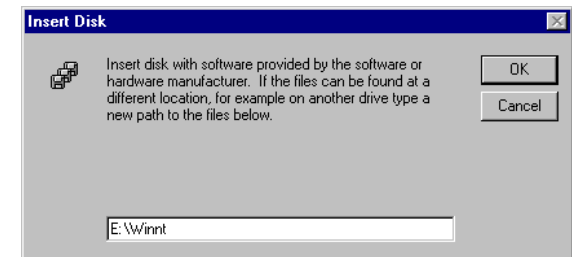 Insert Disk
Insert disk with software provided by the software or
hardware manufacturer. If the files can be found at a
different location, for example on another drive type a
new path to the files below.
OK
Cancel
E:\Winnt